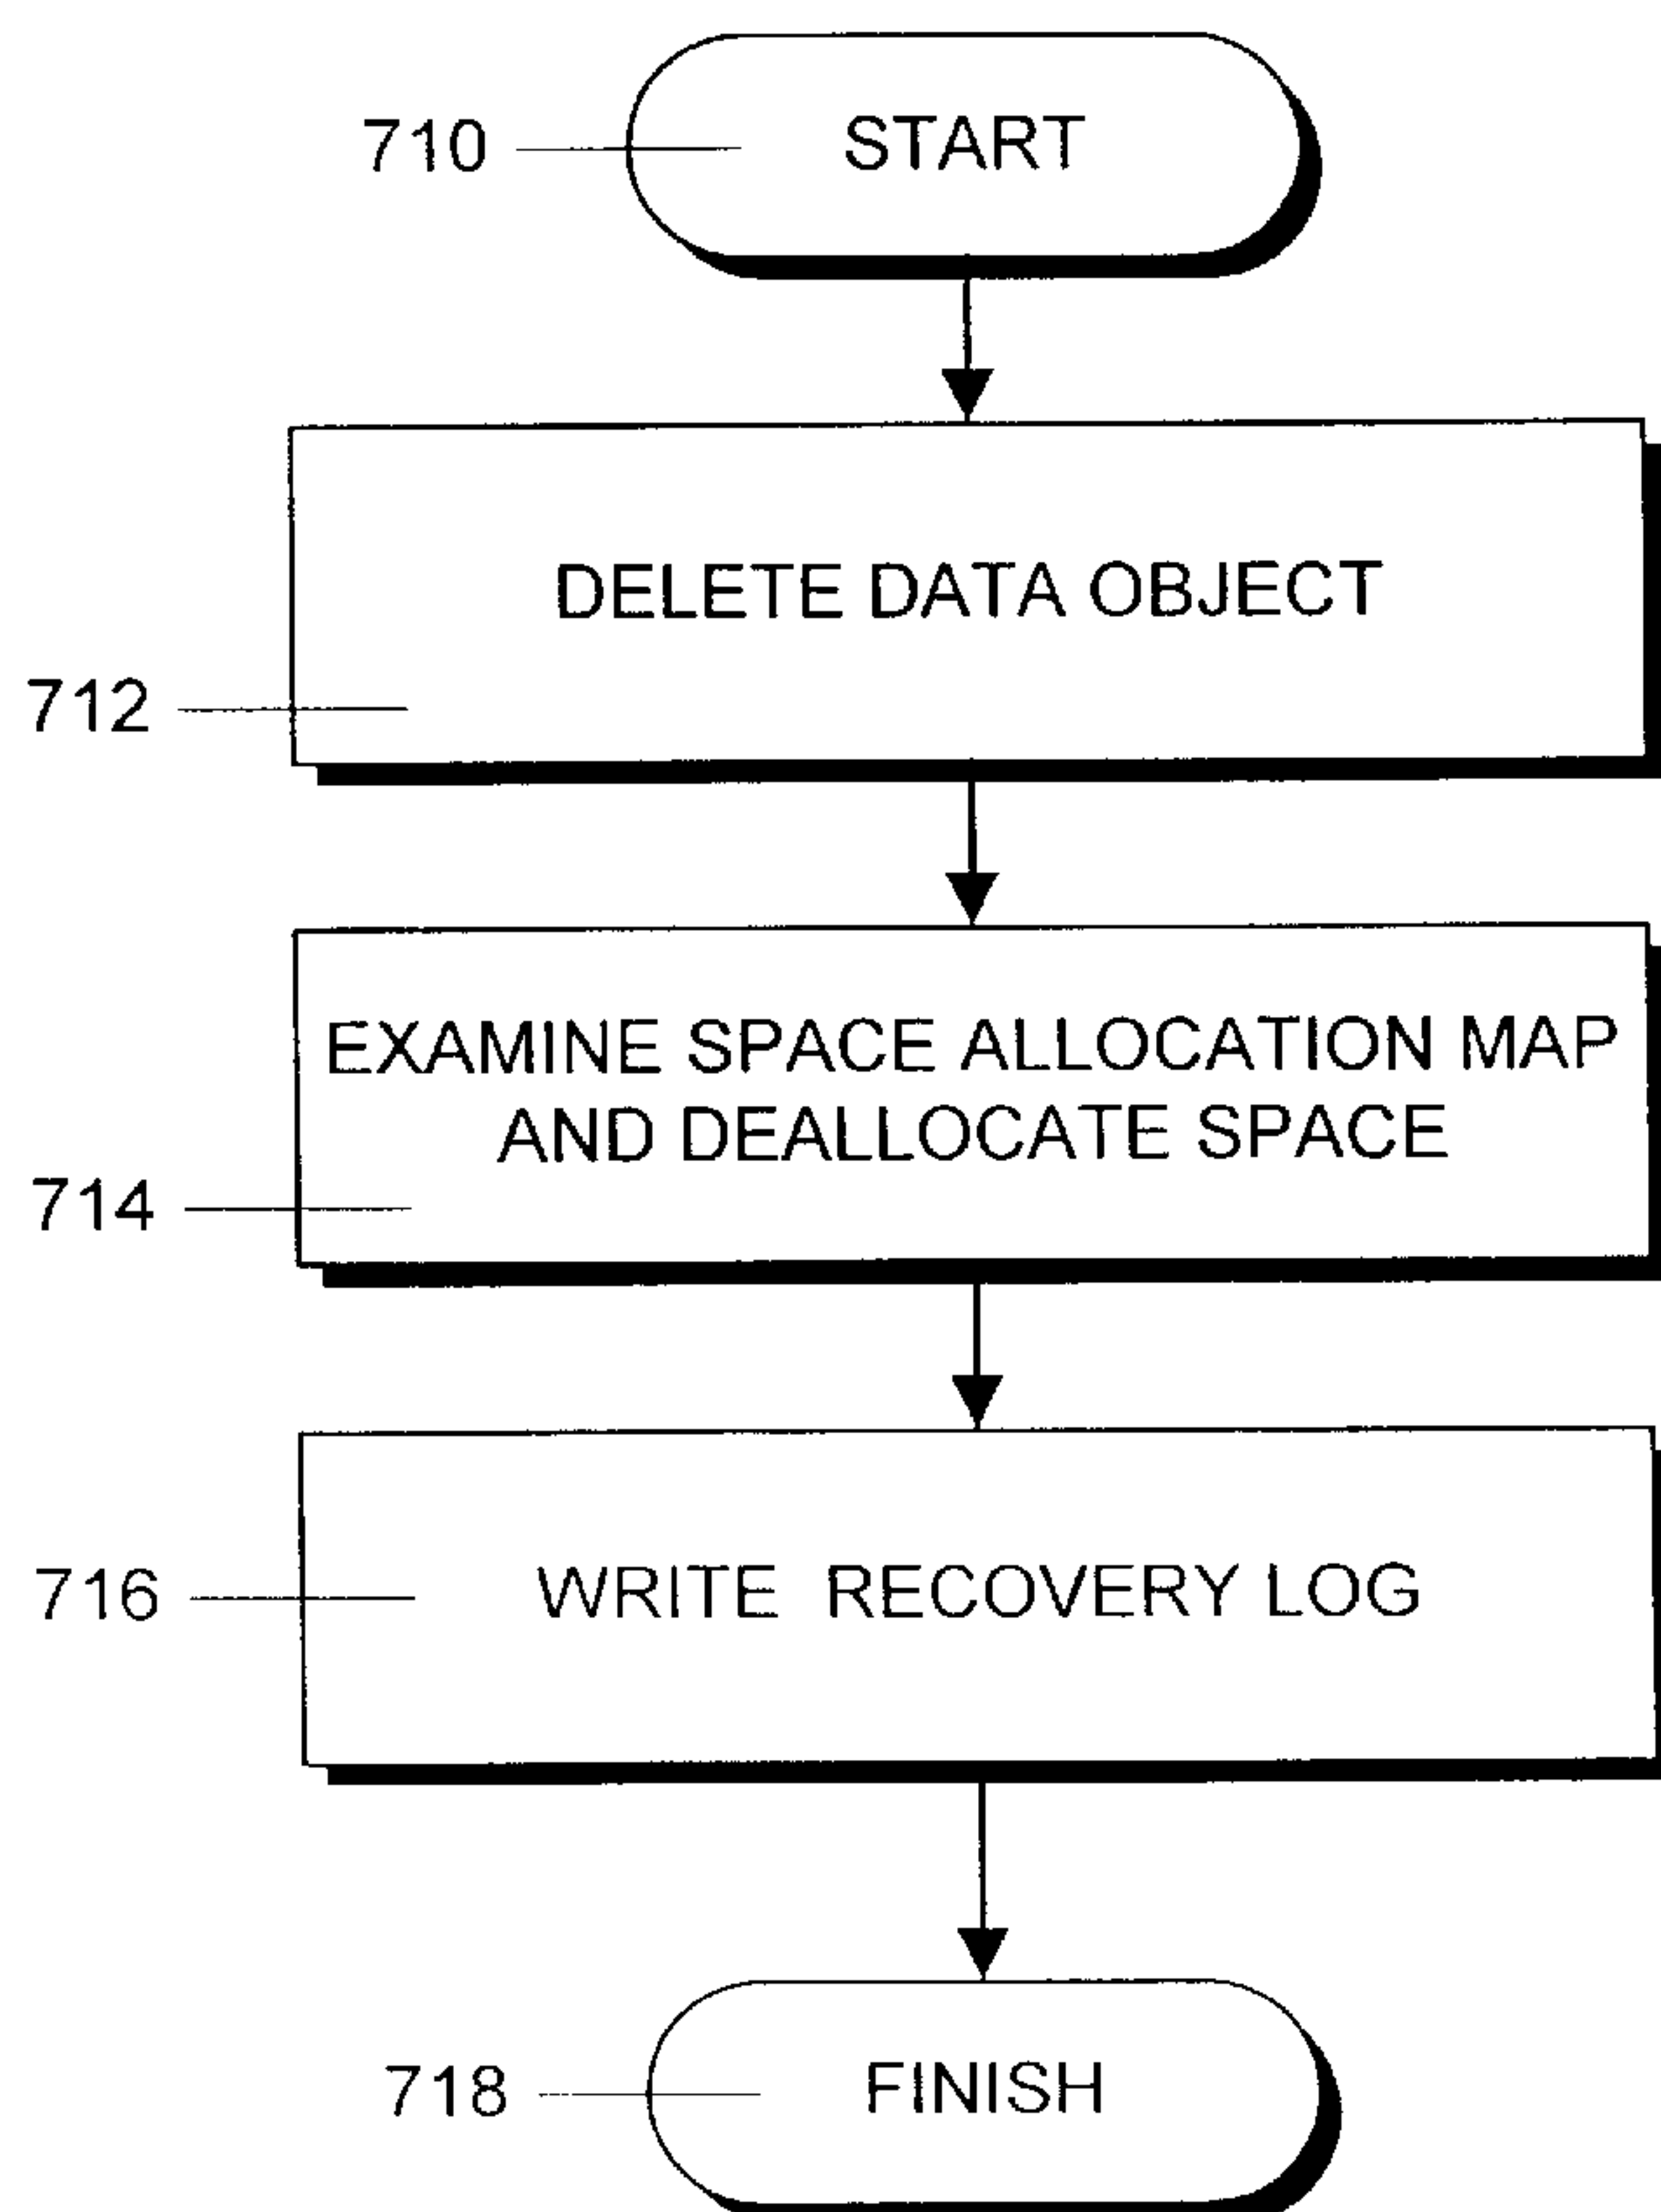 710 START
DELETE DATA OBJECT
712
EXAMINE SPACE ALLOCATION MAP
AND DEALLOCATE SPACE
714
716 WRITE RECOVERY LOG
718 FINISH